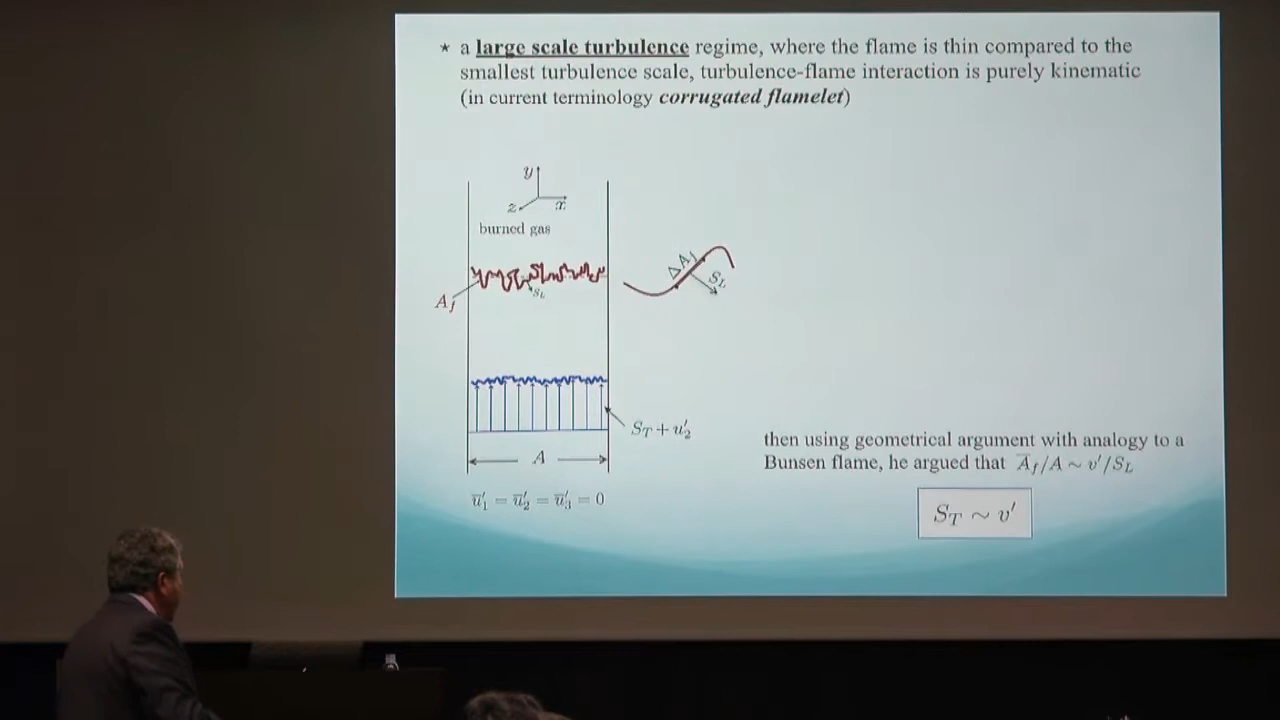 ★ a large scale turbulence regime, where the flame is thin compared to the
smallest turbulence scale, turbulence-flame interaction is purely kinematic
(in current terminology corrugated flamelet)
y
z x
burned gas
A_f
S_L
ΔA_f
S_L
S_T + u′_2
A
u̅′_1 = u̅′_2 = u̅′_3 = 0
then using geometrical argument with analogy to a
Bunsen flame, he argued that A̅_f/A ~ v′/S_L
S_T ~ v′